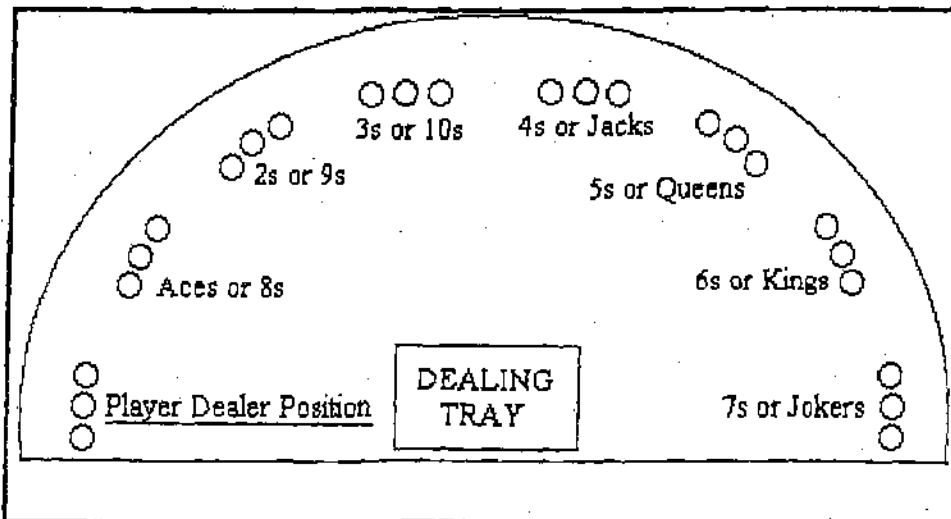 3s or 10s
4s or Jacks
2s or 9s
5s or Queens
Aces or 8s
6s or Kings
Player Dealer Position
DEALING
TRAY
7s or Jokers